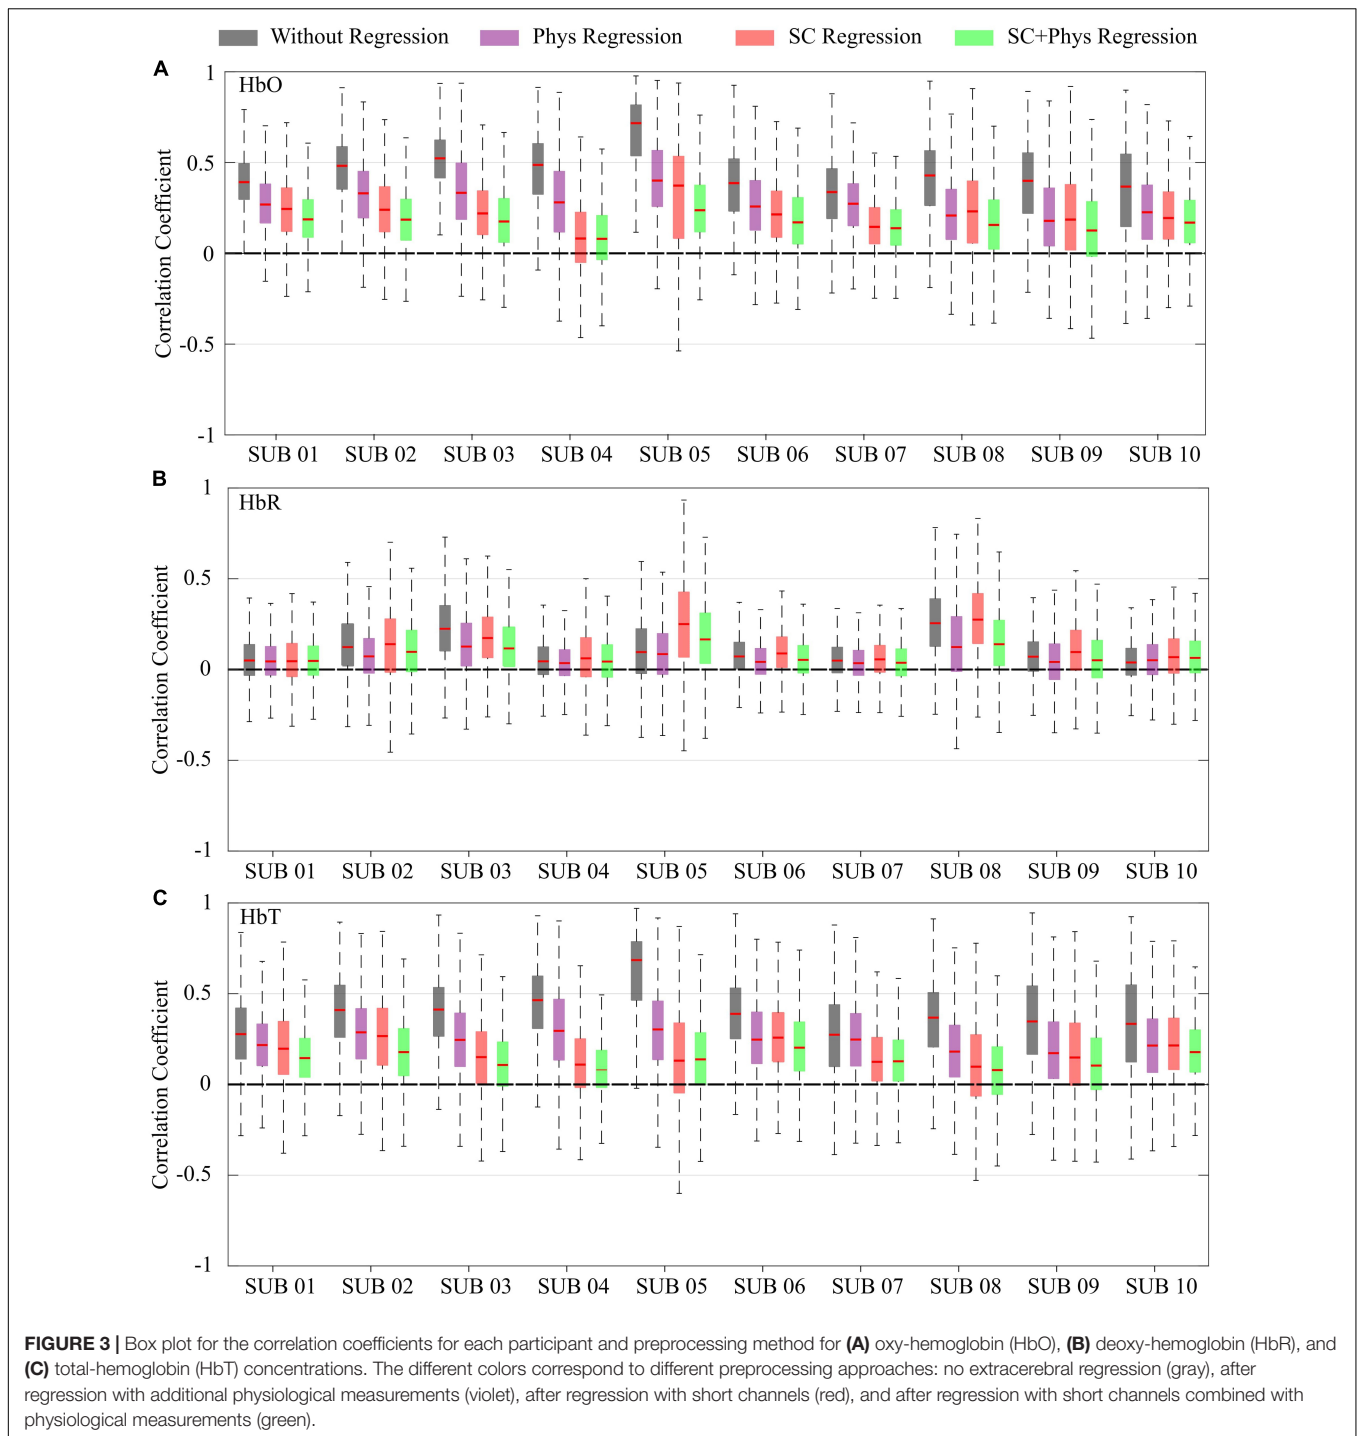 Without Regression Phys Regression SC Regression SC+Phys Regression
A
HbO
Correlation Coefficient
1
0.5
0
-0.5
-1
SUB 01 SUB 02 SUB 03 SUB 04 SUB 05 SUB 06 SUB 07 SUB 08 SUB 09 SUB 10
B
HbR
Correlation Coefficient
1
0.5
0
-0.5
-1
SUB 01 SUB 02 SUB 03 SUB 04 SUB 05 SUB 06 SUB 07 SUB 08 SUB 09 SUB 10
C
HbT
Correlation Coefficient
1
0.5
0
-0.5
-1
SUB 01 SUB 02 SUB 03 SUB 04 SUB 05 SUB 06 SUB 07 SUB 08 SUB 09 SUB 10
FIGURE 3 | Box plot for the correlation coefficients for each participant and preprocessing method for (A) oxy-hemoglobin (HbO), (B) deoxy-hemoglobin (HbR), and
(C) total-hemoglobin (HbT) concentrations. The different colors correspond to different preprocessing approaches: no extracerebral regression (gray), after
regression with additional physiological measurements (violet), after regression with short channels (red), and after regression with short channels combined with
physiological measurements (green).